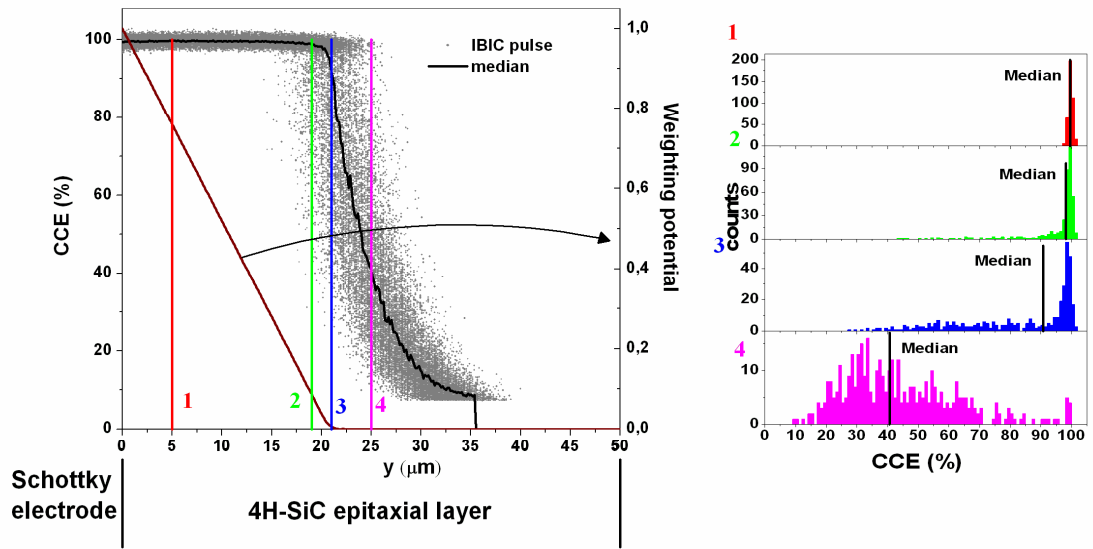 IBIC pulse
median
100
80
60
40
20
0
CCE (%)
1,0
0,8
0,6
0,4
0,2
0,0
Weighting potential
1
2
3
4
0 5 10 15 20 25 30 35 40 45 50
y (μm)
Schottky
electrode
4H-SiC epitaxial layer
1
200
150
100
50
0
Median
2
90
60
30
0
Median
counts
3
40
20
0
Median
4
10
5
0
Median
0 10 20 30 40 50 60 70 80 90 100
CCE (%)